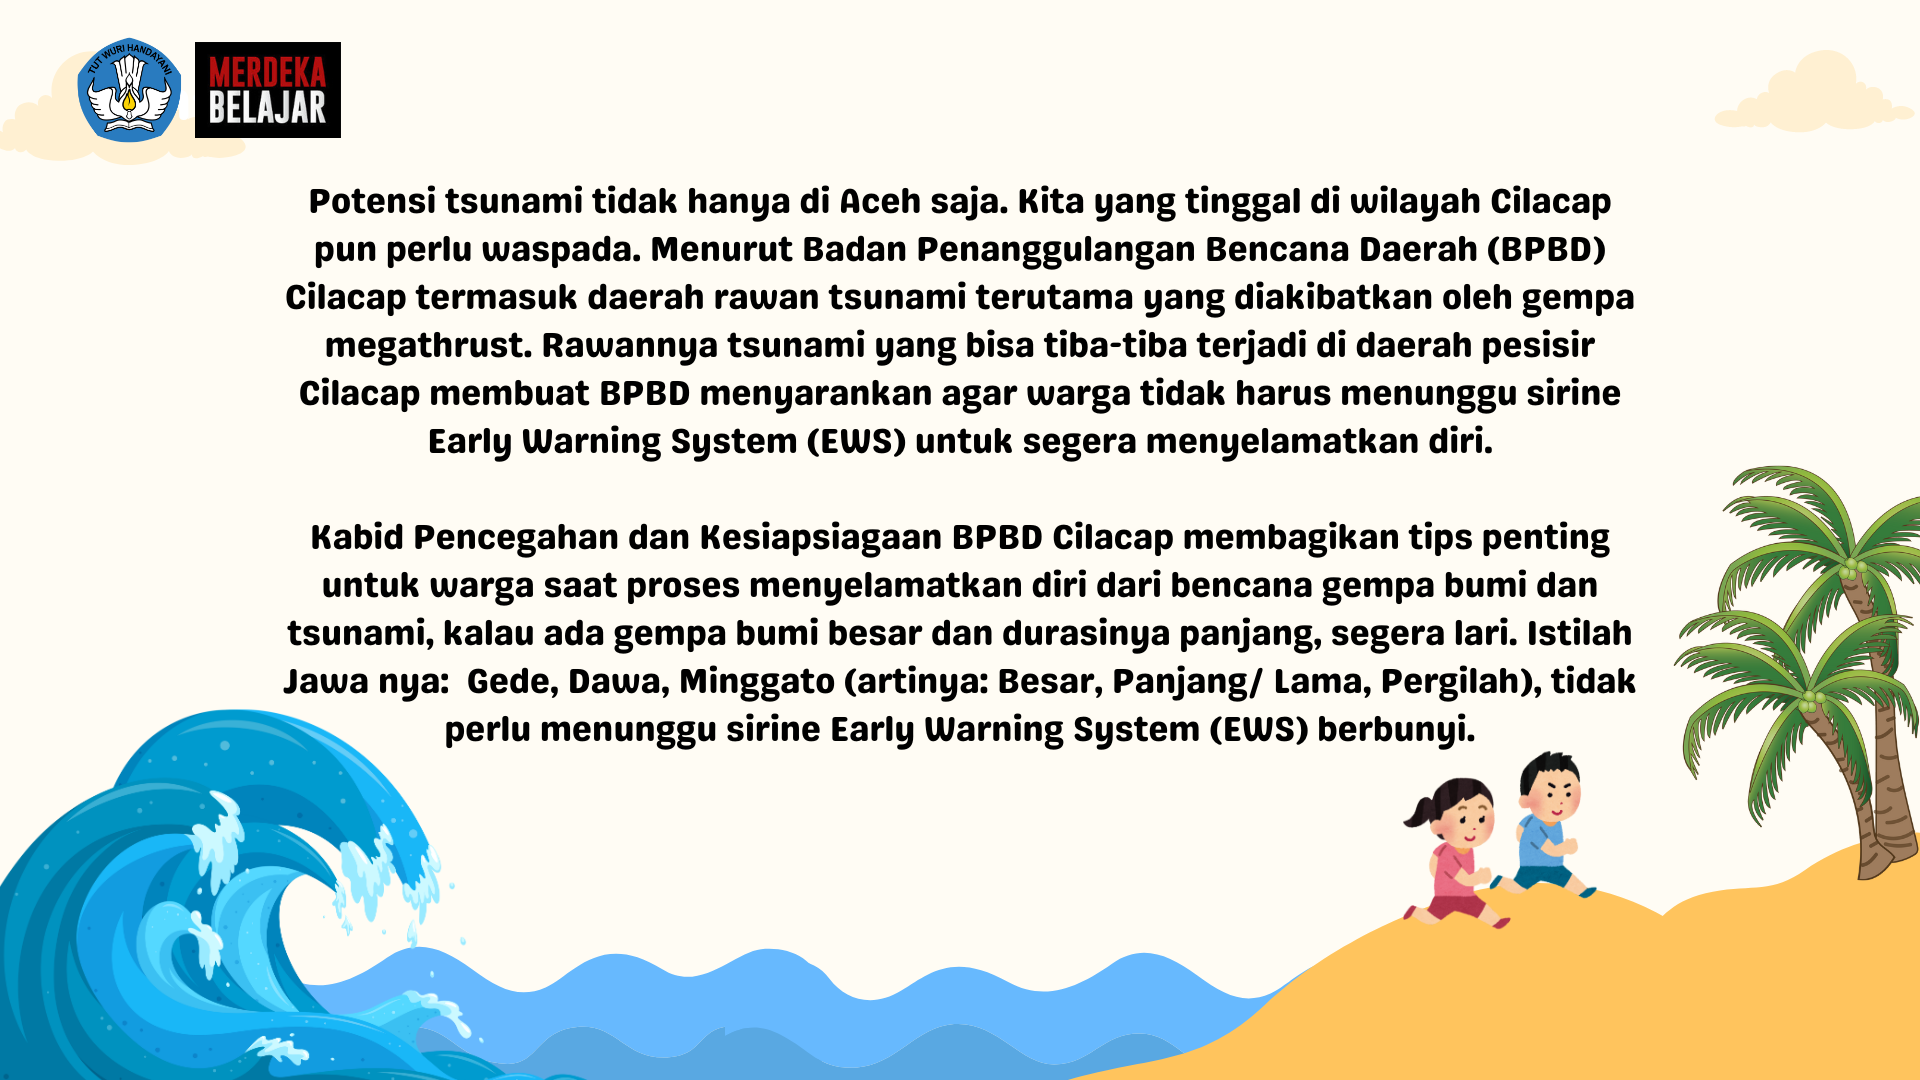 TUT WURI HANDAYANI
MERDEKA
BELAJAR
Potensi tsunami tidak hanya di Aceh saja. Kita yang tinggal di wilayah Cilacap
pun perlu waspada. Menurut Badan Penanggulangan Bencana Daerah (BPBD)
Cilacap termasuk daerah rawan tsunami terutama yang diakibatkan oleh gempa
megathrust. Rawannya tsunami yang bisa tiba-tiba terjadi di daerah pesisir
Cilacap membuat BPBD menyarankan agar warga tidak harus menunggu sirine
Early Warning System (EWS) untuk segera menyelamatkan diri.
Kabid Pencegahan dan Kesiapsiagaan BPBD Cilacap membagikan tips penting
untuk warga saat proses menyelamatkan diri dari bencana gempa bumi dan
tsunami, kalau ada gempa bumi besar dan durasinya panjang, segera lari. Istilah
Jawa nya:  Gede, Dawa, Minggato (artinya: Besar, Panjang/ Lama, Pergilah), tidak
perlu menunggu sirine Early Warning System (EWS) berbunyi.